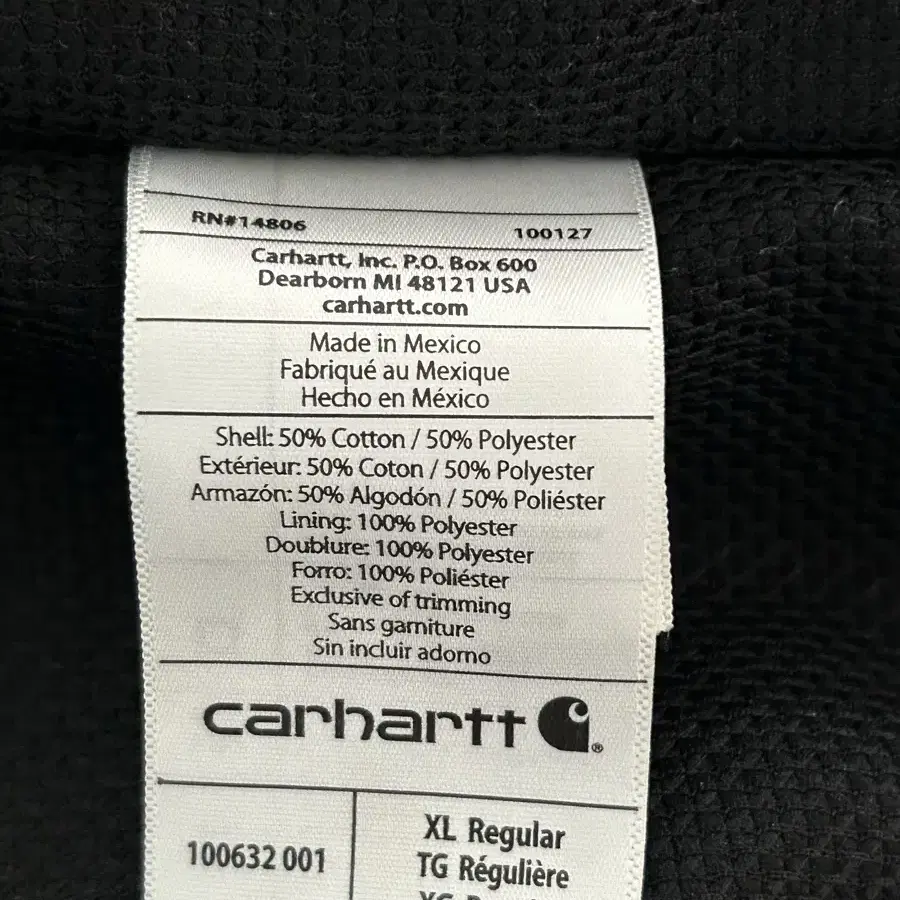 RN#14806 100127
Carhartt, Inc. P.O. Box 600
Dearborn MI 48121 USA
carhartt.com
Made in Mexico
Fabriqué au Mexique
Hecho en México
Shell: 50% Cotton / 50% Polyester
Extérieur: 50% Coton / 50% Polyester
Armazón: 50% Algodón / 50% Poliéster
Lining: 100% Polyester
Doublure: 100% Polyester
Forro: 100% Poliéster
Exclusive of trimming
Sans garniture
Sin incluir adorno
carhartt ®
100632 001
XL Regular
TG Régulière